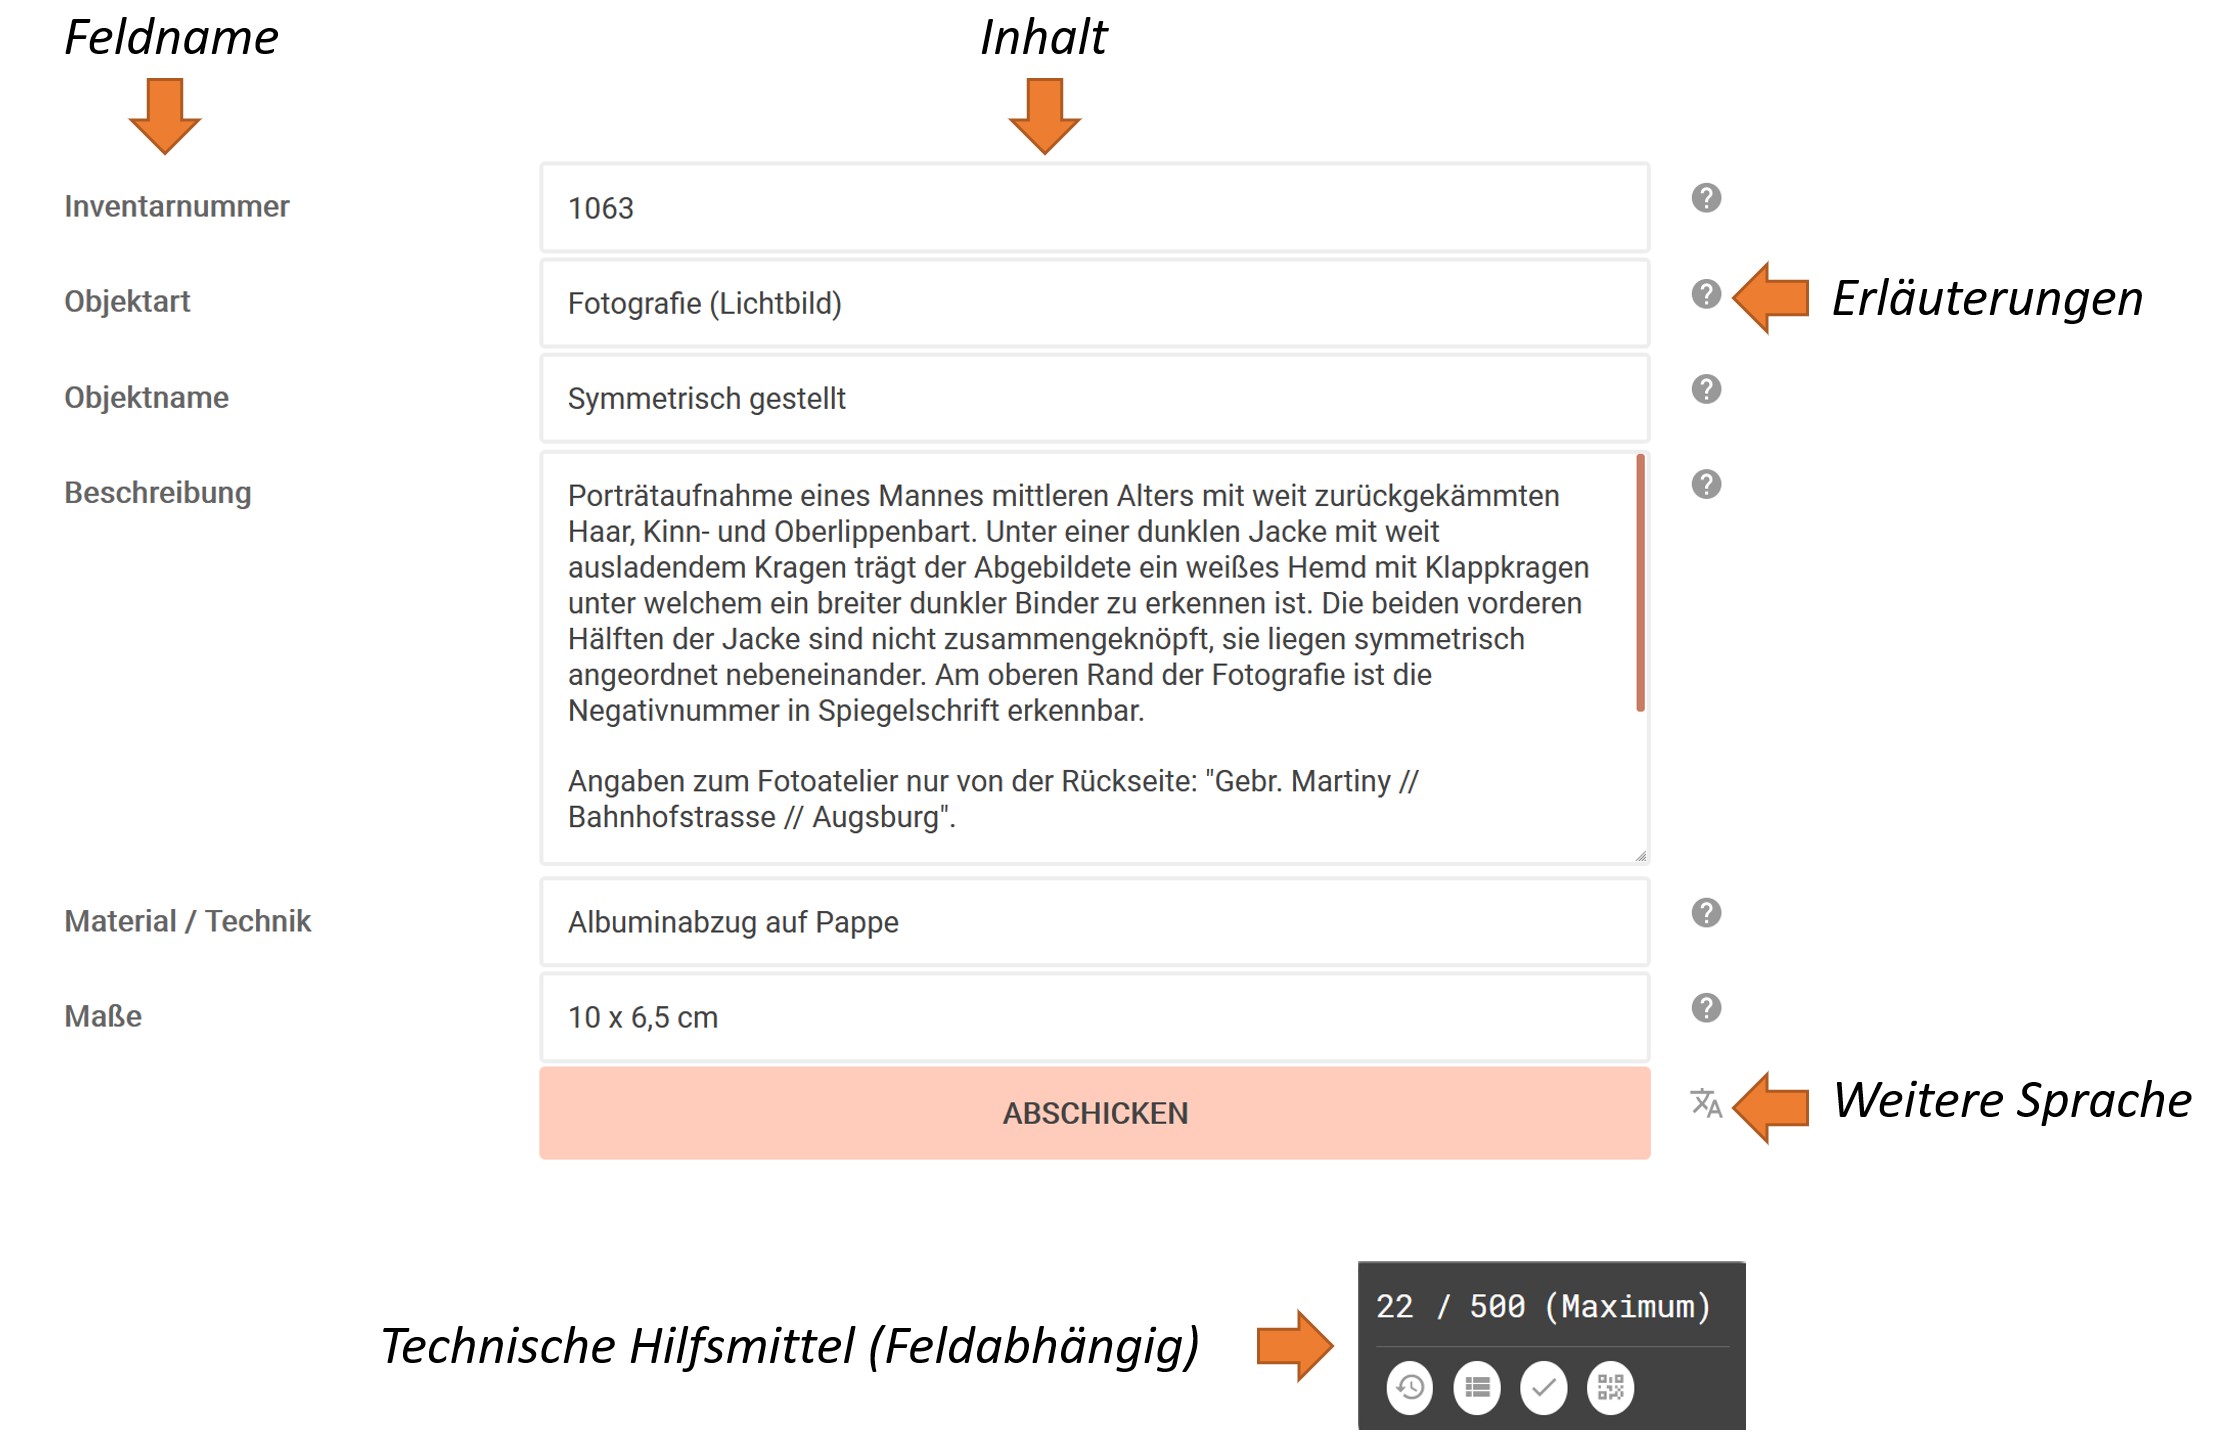 Feldname
Inhalt
Inventarnummer
1063
Objektart
Fotografie (Lichtbild)
Erläuterungen
Objektname
Symmetrisch gestellt
Beschreibung
Porträtaufnahme eines Mannes mittleren Alters mit weit zurückgekämmten
Haar, Kinn- und Oberlippenbart. Unter einer dunklen Jacke mit weit
ausladendem Kragen trägt der Abgebildete ein weißes Hemd mit Klappkragen
unter welchem ein breiter dunkler Binder zu erkennen ist. Die beiden vorderen
Hälften der Jacke sind nicht zusammengeknöpft, sie liegen symmetrisch
angeordnet nebeneinander. Am oberen Rand der Fotografie ist die
Negativnummer in Spiegelschrift erkennbar.
Angaben zum Fotoatelier nur von der Rückseite: "Gebr. Martiny //
Bahnhofstrasse // Augsburg".
Material / Technik
Albuminabzug auf Pappe
Maße
10 x 6,5 cm
ABSCHICKEN
Weitere Sprache
Technische Hilfsmittel (Feldabhängig)
22 / 500 (Maximum)